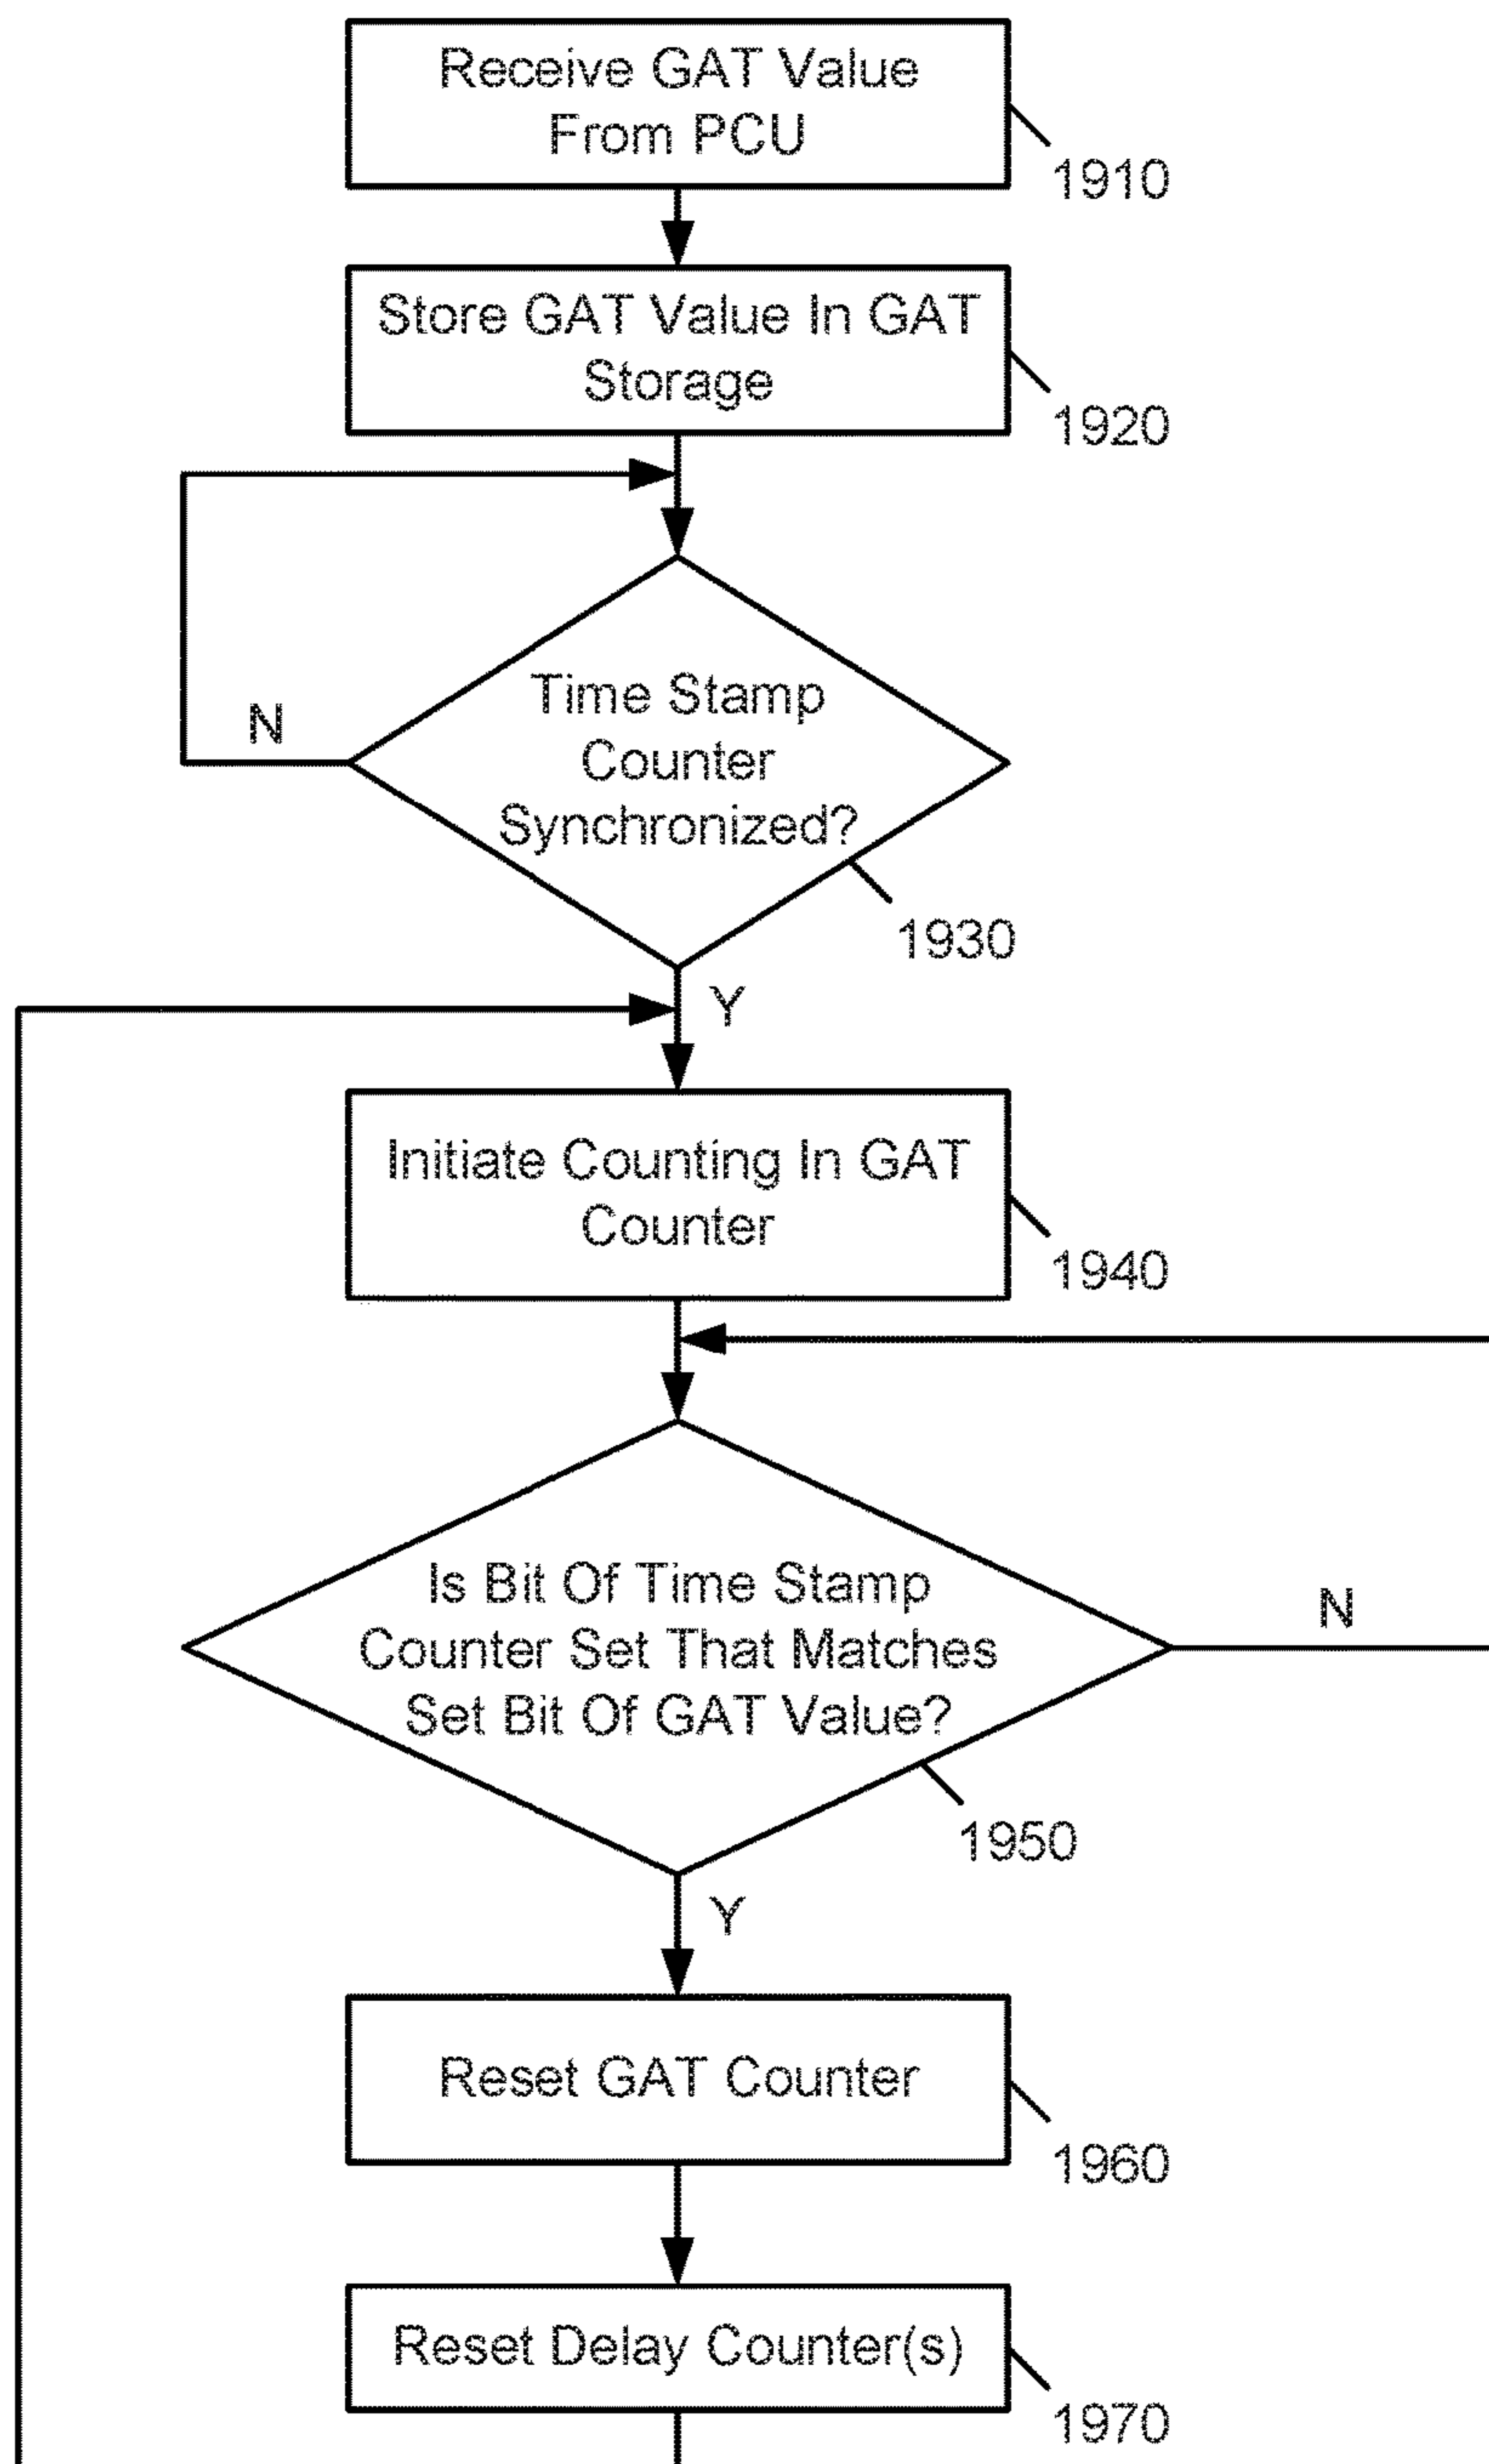 Receive GAT Value
From PCU
1910
Store GAT Value In GAT
Storage
1920
Time Stamp
Counter
Synchronized?
N
1930
Y
Initiate Counting In GAT
Counter
1940
Is Bit Of Time Stamp
Counter Set That Matches
Set Bit Of GAT Value?
N
1950
Y
Reset GAT Counter
1960
Reset Delay Counter(s)
1970